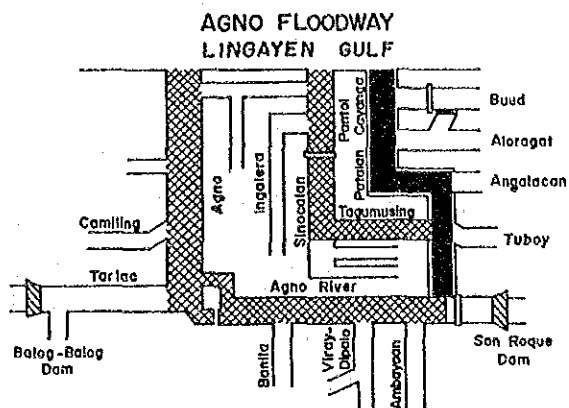 AGNO FLOODWAY
LINGAYEN GULF
Buud
Aloragat
Angalacan
Tuboy
Pantol
Cayanga
Patalan
Agno
Ingalera
Sinocalan
Tagumusing
Camiling
Tarlac
Agno River
Balog-Balog
Dam
San Roque
Dam
Banita
Viray-
Dipalo
Ambayoan